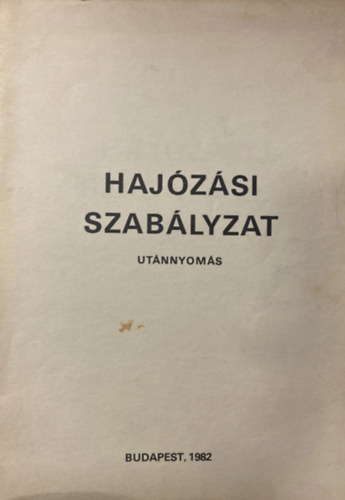 HAJÓZÁSI
SZABÁLYZAT
UTÁNNYOMÁS
BUDAPEST, 1982